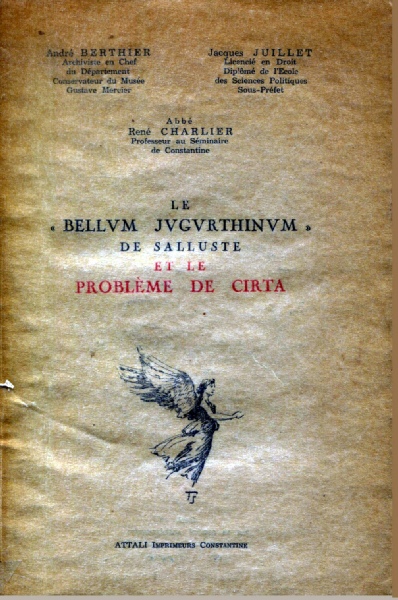 André BERTHIER
Archiviste en Chef
du Département
Conservateur du Musée
Gustave Mercier
Jacques JUILLET
Licencié en Droit
Diplômé de l'École
des Sciences Politiques
Sous-Préfet
Abbé
René CHARLIER
Professeur au Séminaire
de Constantine
LE
« BELLVM JVGVRTHINVM »
DE SALLUSTE
ET LE
PROBLÈME DE CIRTA
ATTALI IMPRIMEURS CONSTANTINE